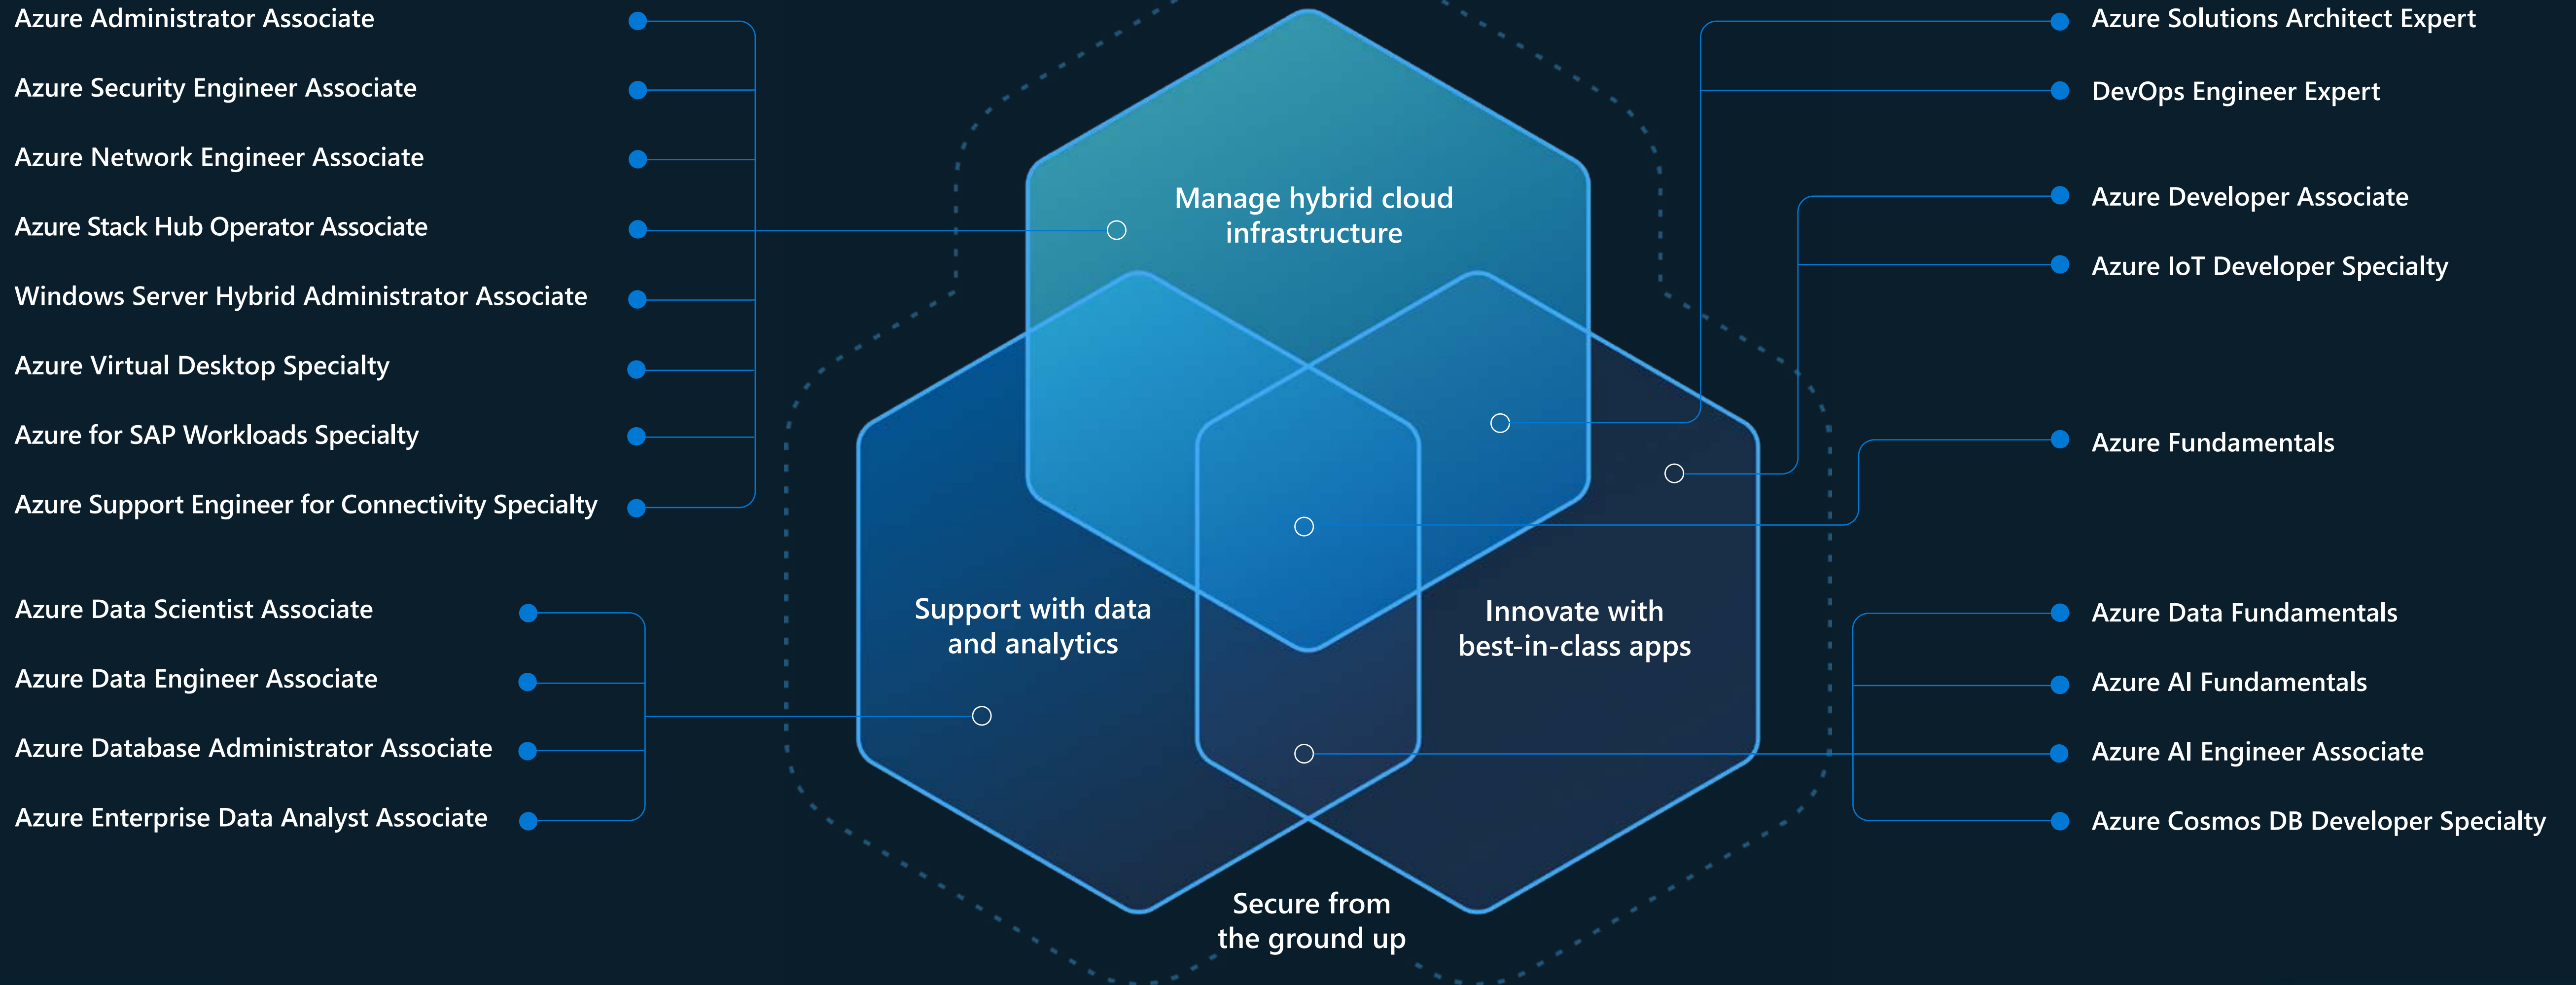 Azure Administrator Associate
Azure Security Engineer Associate
Azure Network Engineer Associate
Azure Stack Hub Operator Associate
Windows Server Hybrid Administrator Associate
Azure Virtual Desktop Specialty
Azure for SAP Workloads Specialty
Azure Support Engineer for Connectivity Specialty
Azure Data Scientist Associate
Azure Data Engineer Associate
Azure Database Administrator Associate
Azure Enterprise Data Analyst Associate
Manage hybrid cloud
infrastructure
Support with data
and analytics
Innovate with
best-in-class apps
Secure from
the ground up
Azure Solutions Architect Expert
DevOps Engineer Expert
Azure Developer Associate
Azure IoT Developer Specialty
Azure Fundamentals
Azure Data Fundamentals
Azure AI Fundamentals
Azure AI Engineer Associate
Azure Cosmos DB Developer Specialty